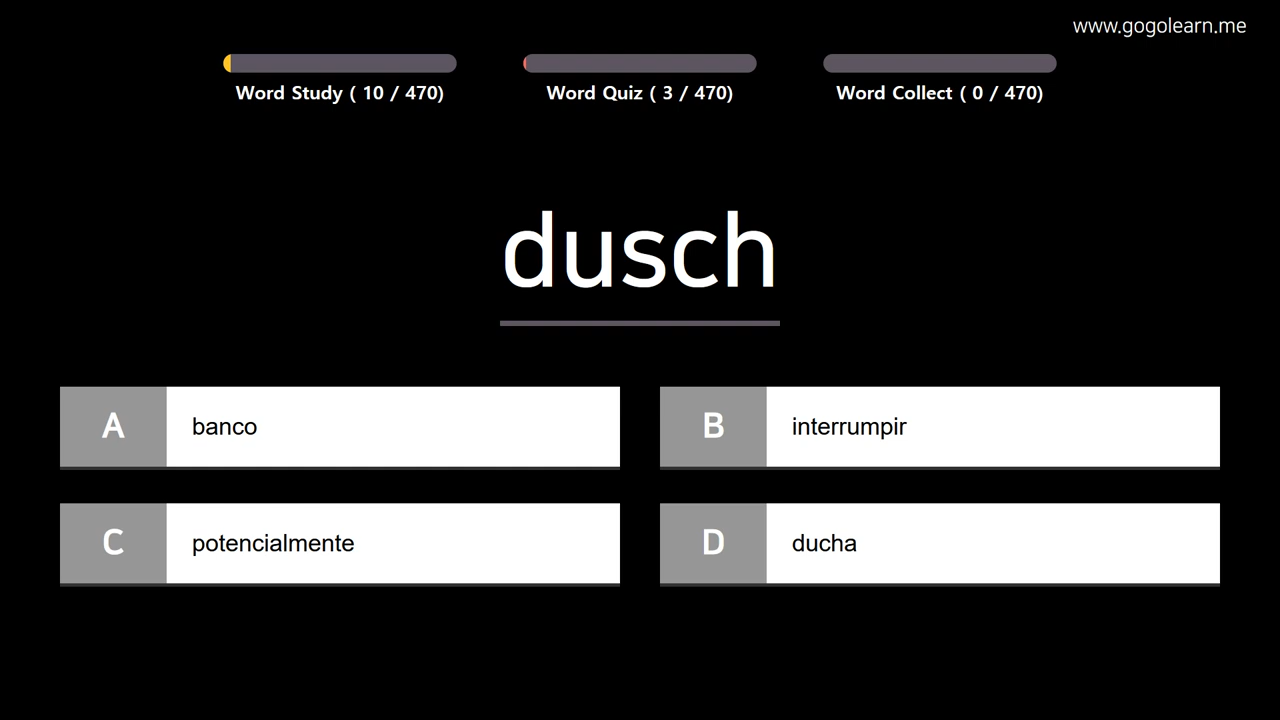 www.gogolearn.me
Word Study ( 10 / 470)
Word Quiz ( 3 / 470)
Word Collect ( 0 / 470)
dusch
A banco
B interrumpir
C potencialmente
D ducha